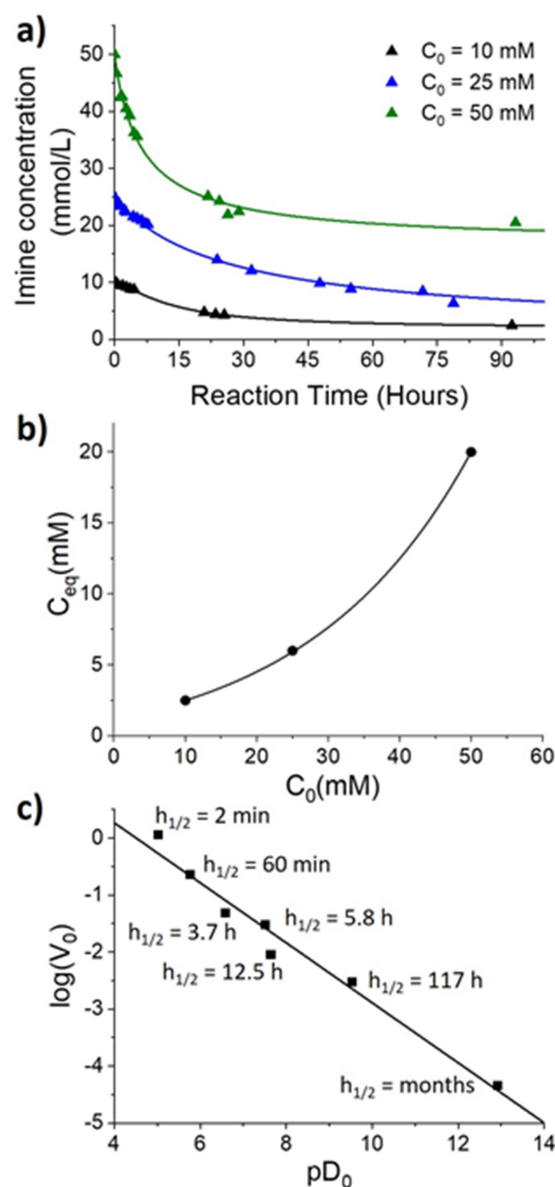 a)
C₀ = 10 mM
C₀ = 25 mM
C₀ = 50 mM
Imine concentration
(mmol/L)
50
40
30
20
10
0
0 15 30 45 60 75 90
Reaction Time (Hours)
b)
C_eq(mM)
20
15
10
5
0
0 10 20 30 40 50 60
C₀(mM)
c)
log(V₀)
0
-1
-2
-3
-4
-5
h₁/₂ = 2 min
h₁/₂ = 60 min
h₁/₂ = 3.7 h
h₁/₂ = 5.8 h
h₁/₂ = 12.5 h
h₁/₂ = 117 h
h₁/₂ = months
4 6 8 10 12 14
pD₀